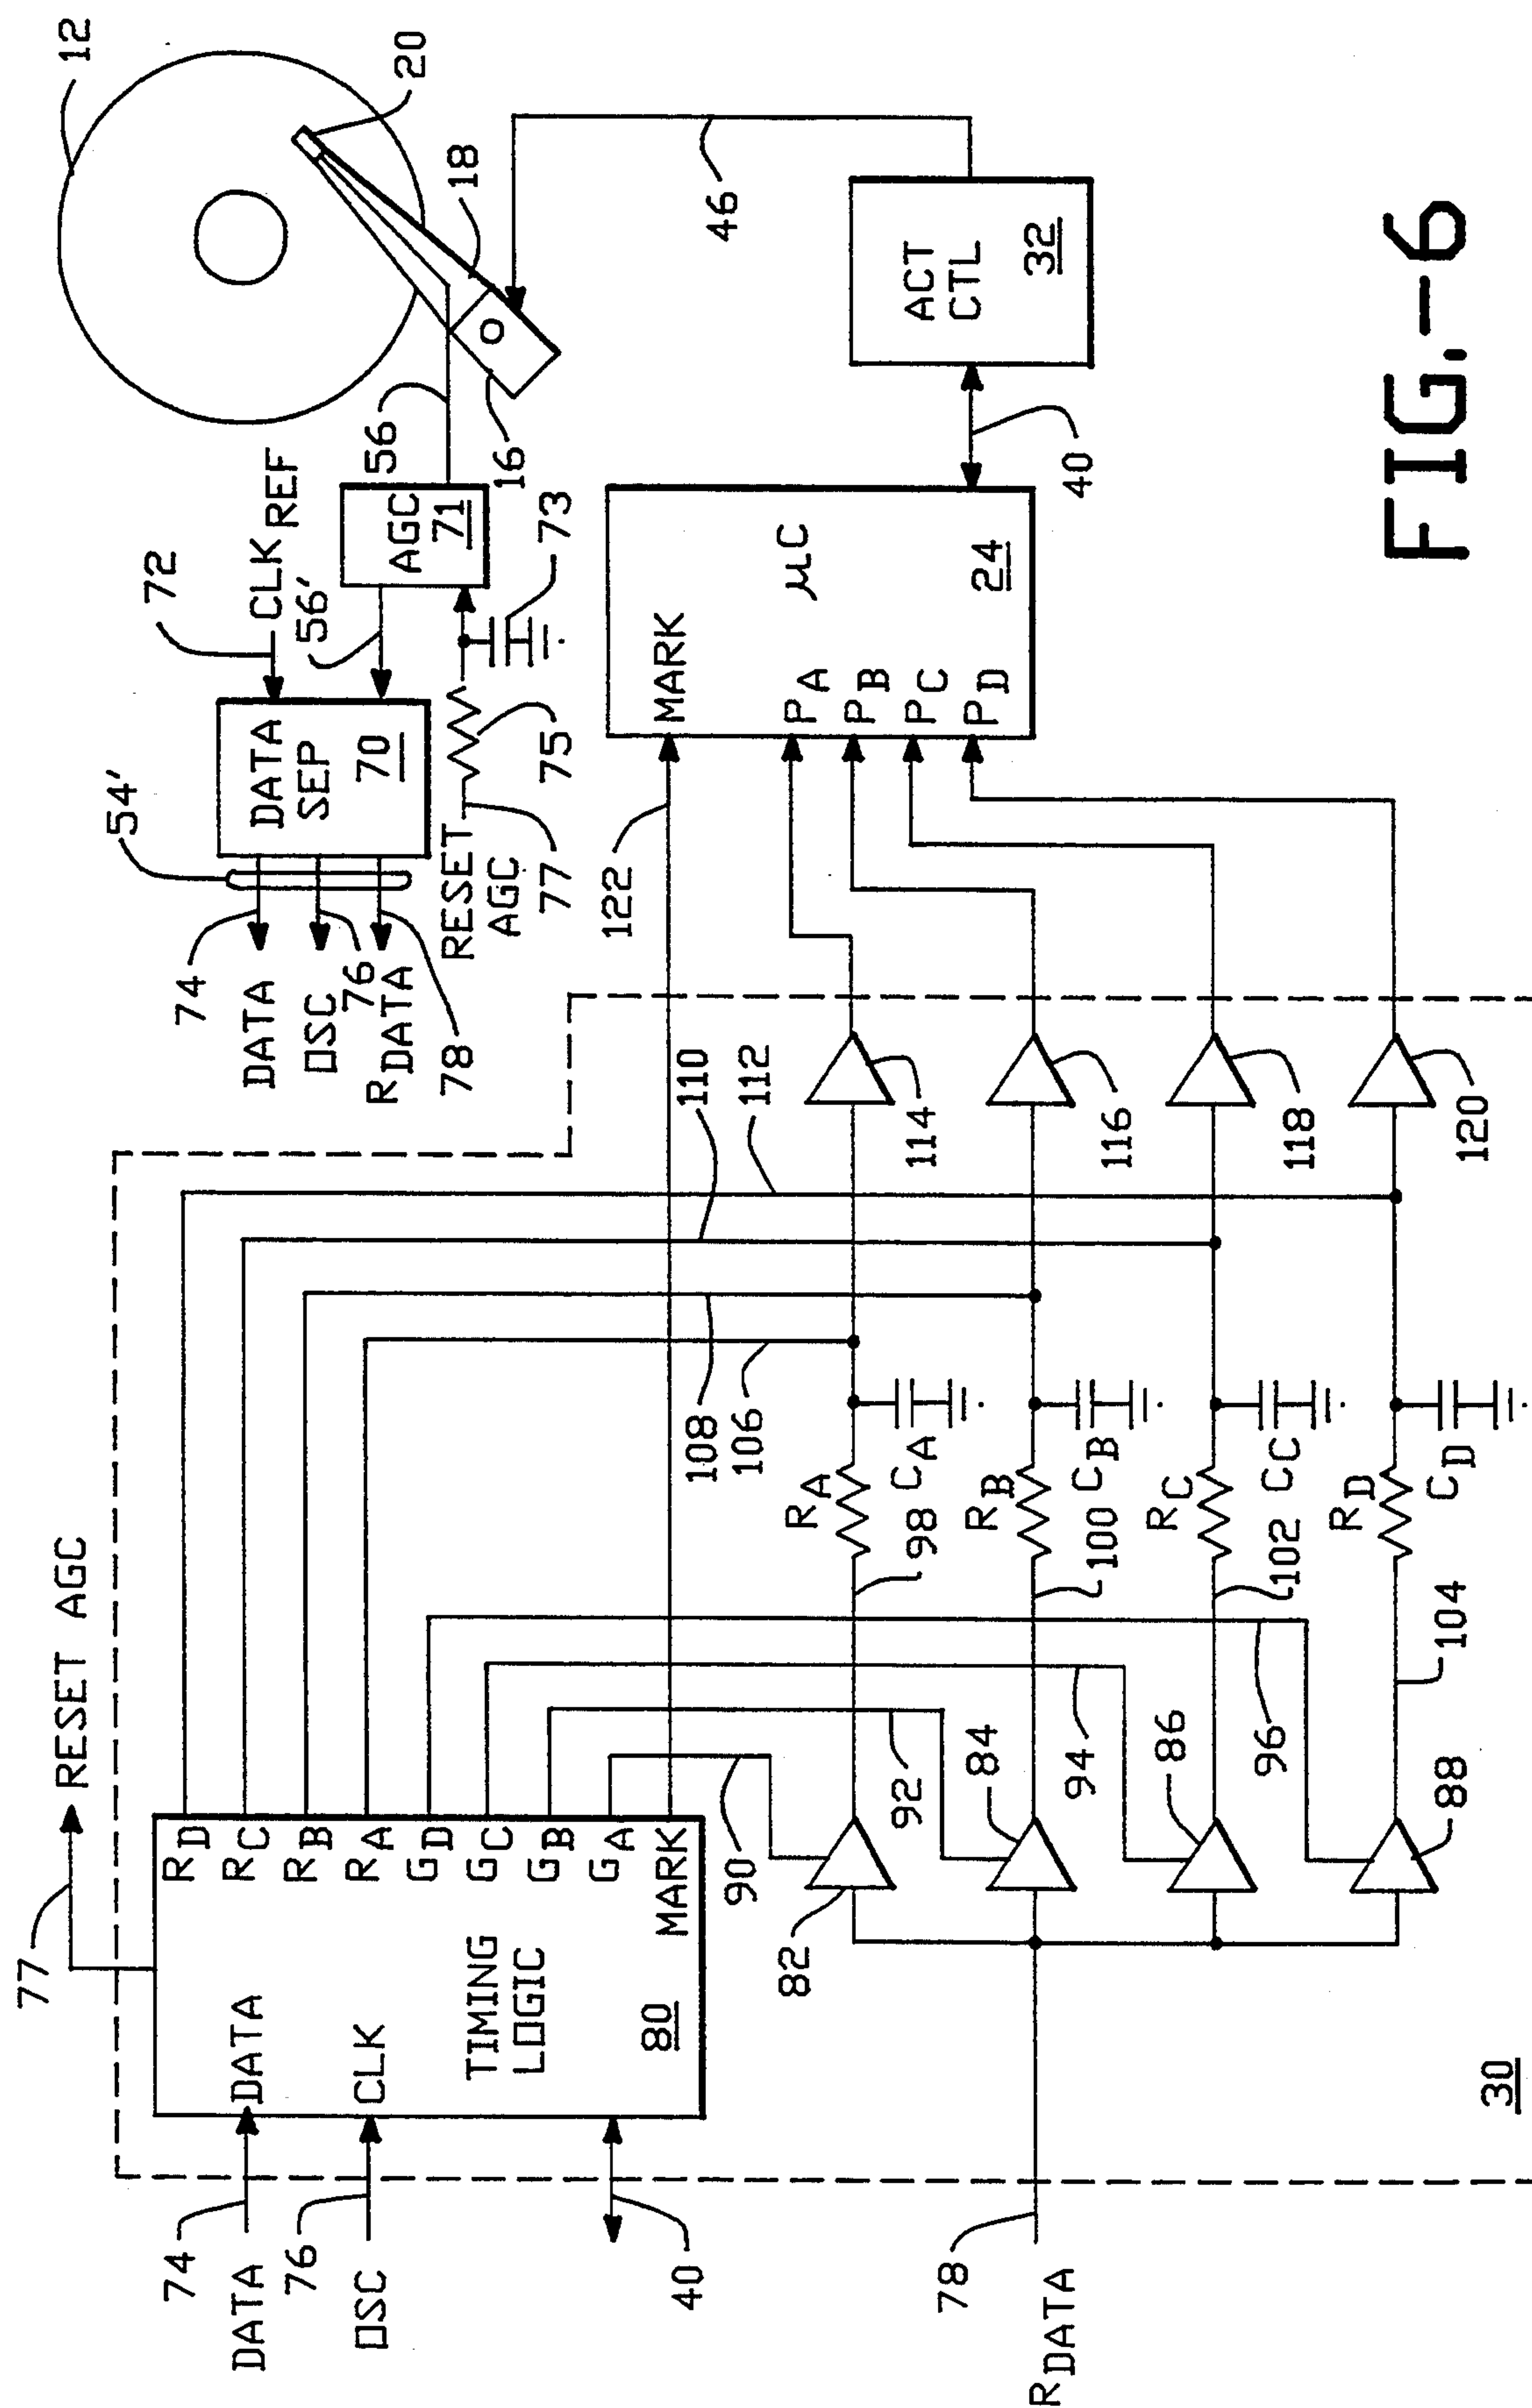 77
RESET AGC
74
DATA
76
OSC
40
78
R DATA
DATA
CLK
TIMING
LOGIC
80
RD
RC
RB
RA
GD
GC
GB
GA
MARK
90
92
94
96
82
84
86
88
98
100
102
104
RA
CA
RB
CB
RC
CC
RD
CD
108
106
110
112
114
116
118
120
30
122
MARK
PA
PB
PC
PD
μC
24
40
ACT
CTL
32
46
54'
74
DATA
OSC
76
R DATA
78
DATA
SEP
70
72
CLK REF
56'
RESET
AGC
77
75
73
AGC
71
56
16
18
20
12
FIG.-6